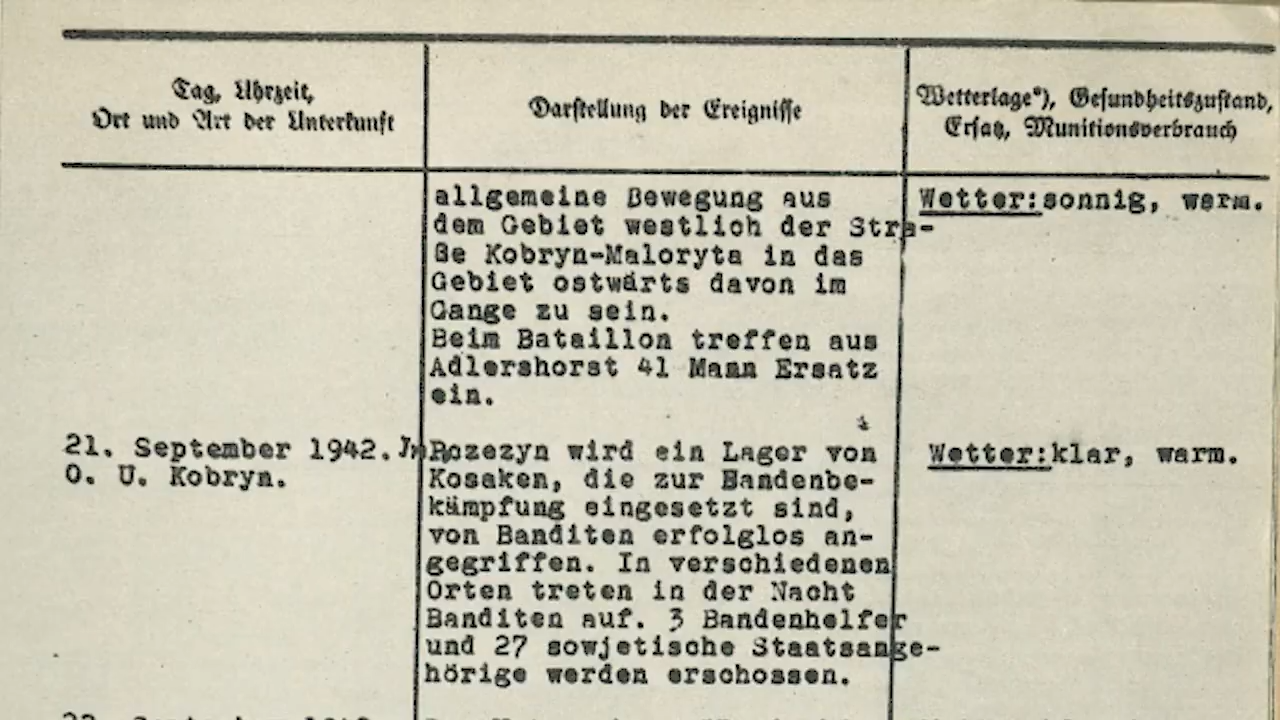 Tag, Uhrzeit,
Ort und Art der Unterkunft
Darstellung der Ereignisse
Wetterlage*), Gesundheitszustand,
Ersatz, Munitionsverbrauch
allgemeine Bewegung aus
dem Gebiet westlich der Stra-
ße Kobryn-Maloryta in das
Gebiet ostwärts davon im
Gange zu sein.
Beim Bataillon treffen aus
Adlershorst 41 Mann Ersatz
ein.
Wetter:sonnig, warm.
21. September 1942.
O. U. Kobryn.
Jn Rozezyn wird ein Lager von
Kosaken, die zur Bandenbe-
kämpfung eingesetzt sind,
von Banditen erfolglos an-
gegriffen. In verschiedenen
Orten treten in der Nacht
Banditen auf. 3 Bandenhelfer
und 27 sowjetische Staatsange-
hörige werden erschossen.
Wetter:klar, warm.